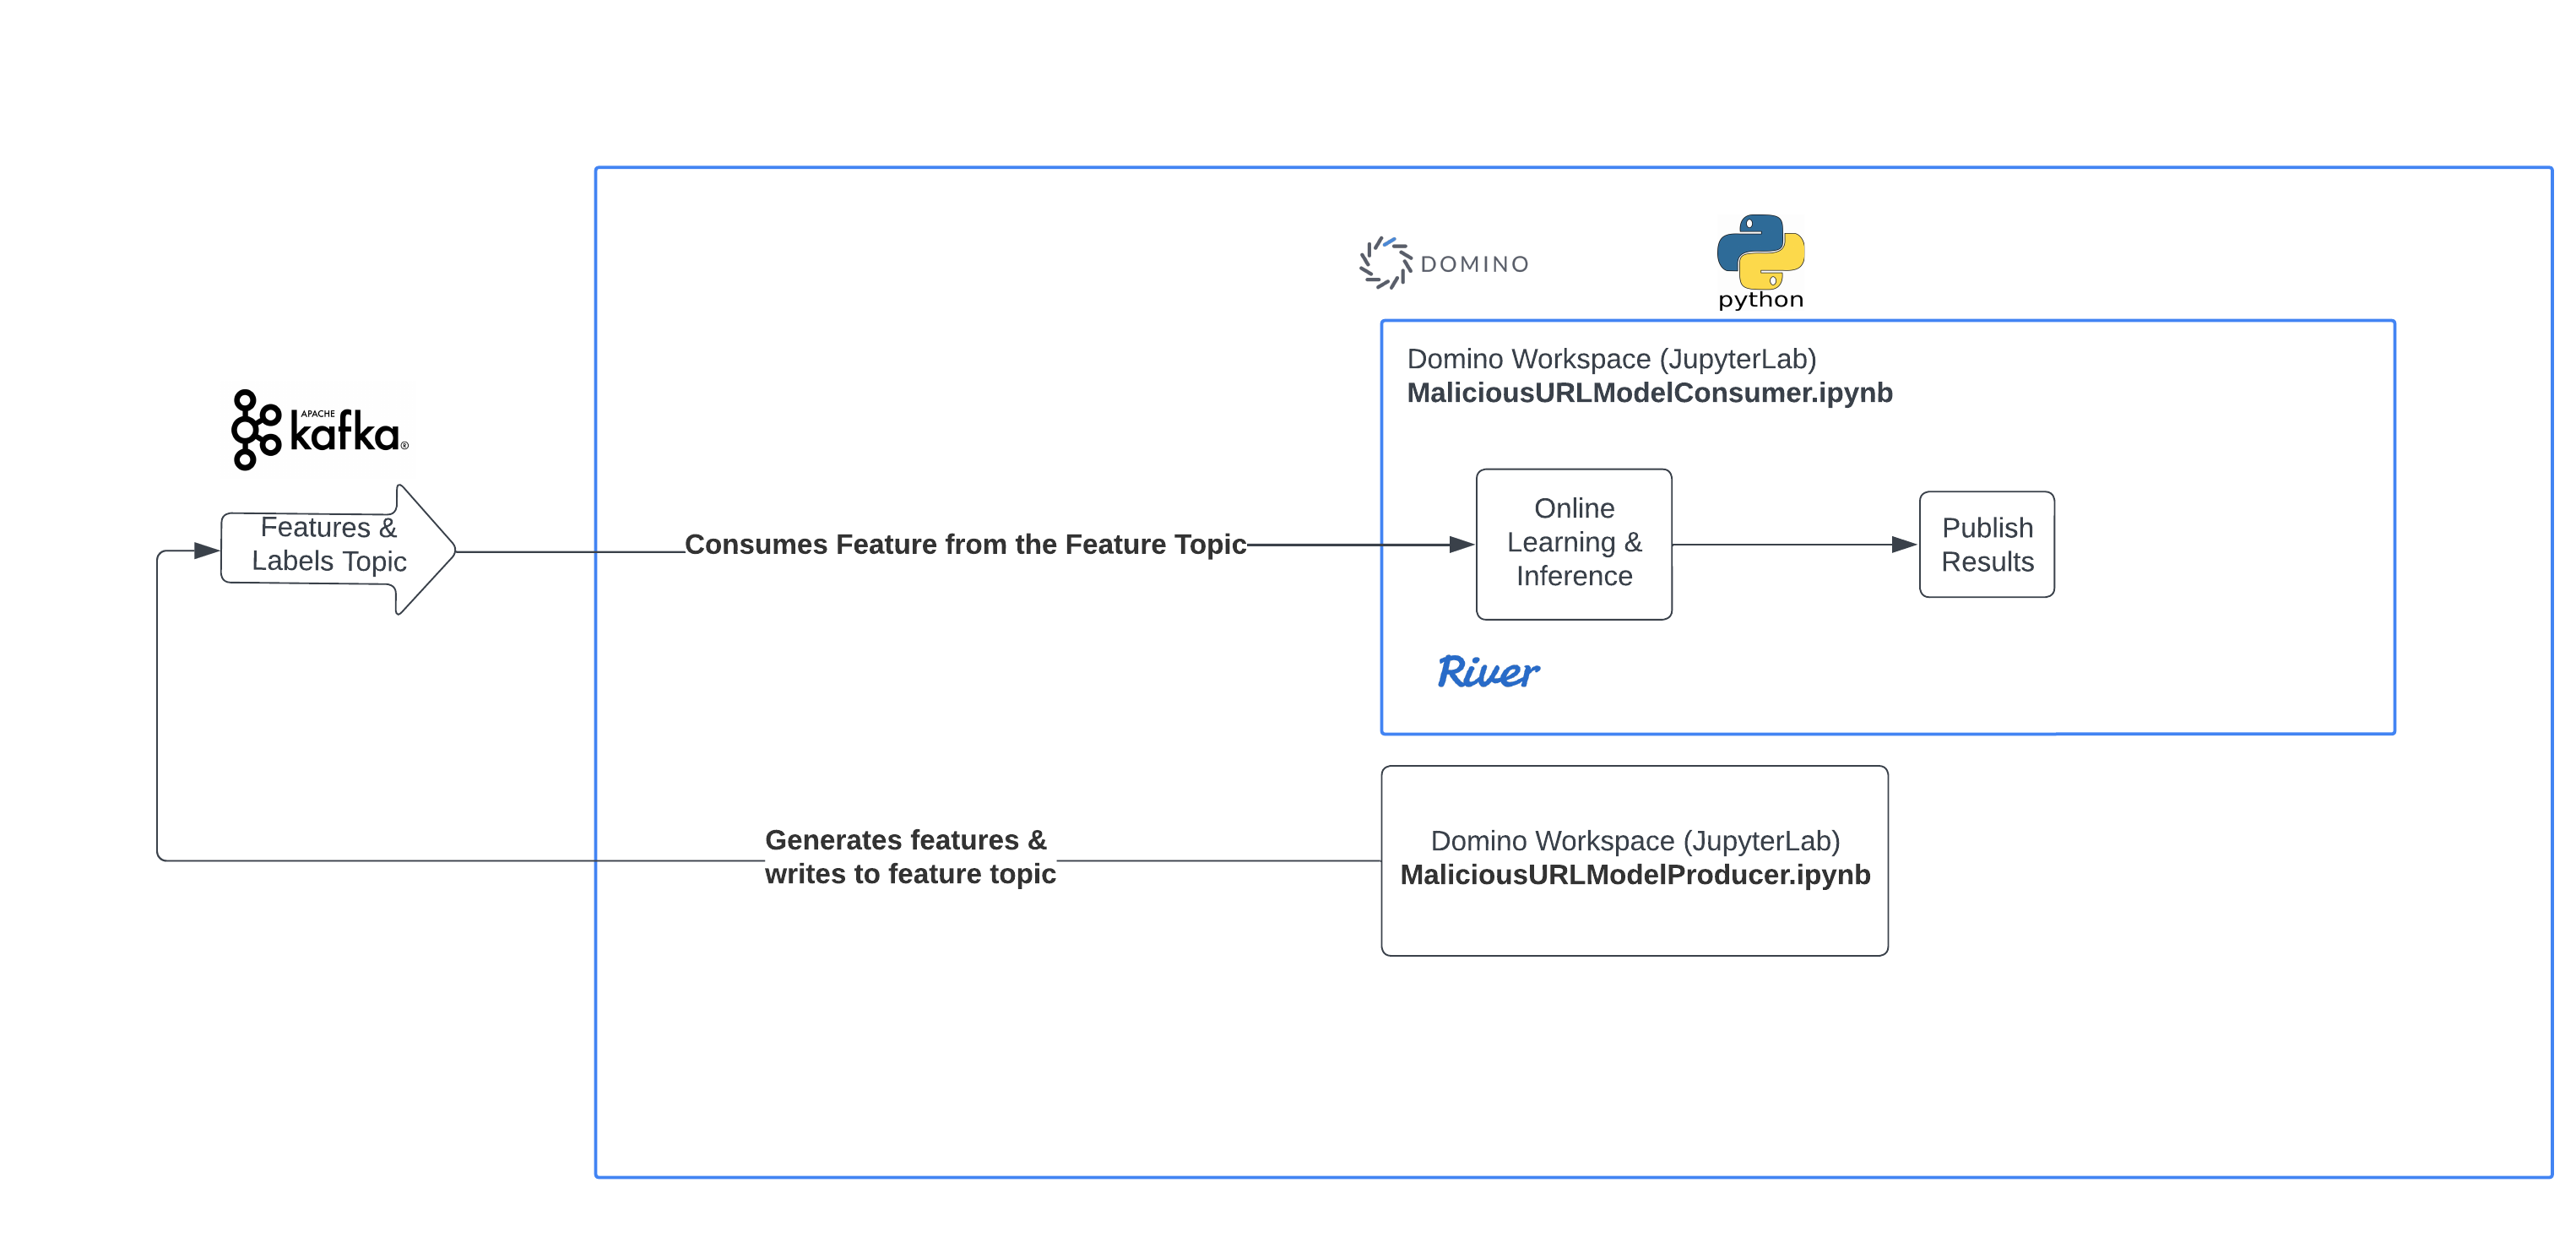 DOMINO
python
Domino Workspace (JupyterLab)
MaliciousURLModelConsumer.ipynb
APACHE
kafka®
Features &
Labels Topic
Consumes Feature from the Feature Topic
Online
Learning &
Inference
Publish
Results
River
Generates features &
writes to feature topic
Domino Workspace (JupyterLab)
MaliciousURLModelProducer.ipynb